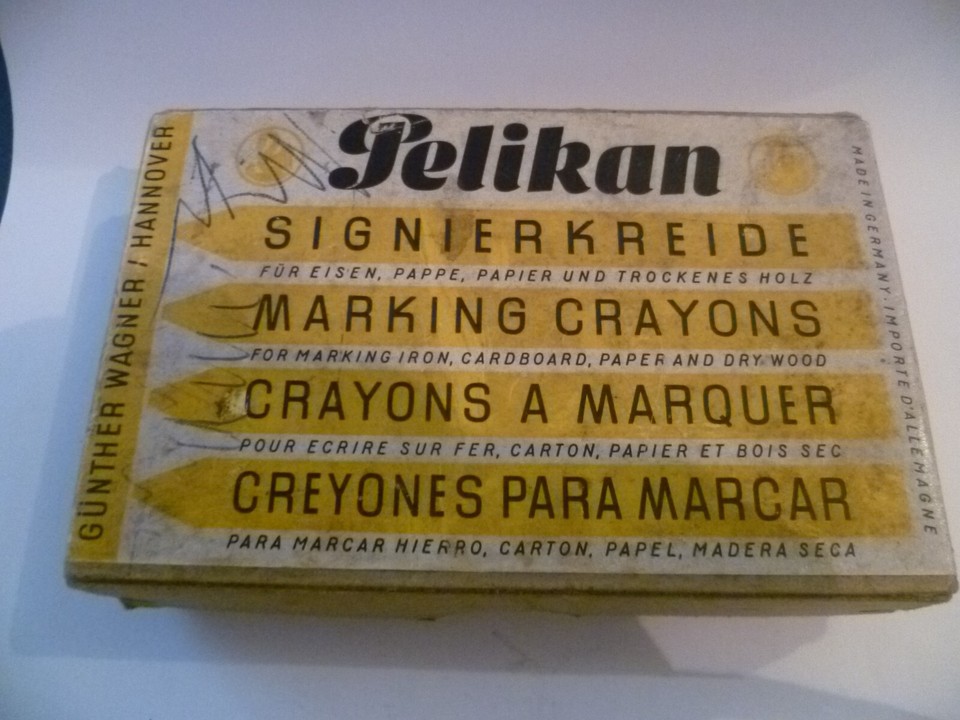 Pelikan
SIGNIERKREIDE
FÜR EISEN, PAPPE, PAPIER UND TROCKENES HOLZ
MARKING CRAYONS
FOR MARKING IRON, CARDBOARD, PAPER AND DRY WOOD
CRAYONS A MARQUER
POUR ECRIRE SUR FER, CARTON, PAPIER ET BOIS SEC
CREYONES PARA MARCAR
PARA MARCAR HIERRO, CARTON, PAPEL, MADERA SECA
GÜNTHER WAGNER / HANNOVER
MADE IN GERMANY · IMPORTE D'ALLEMAGNE